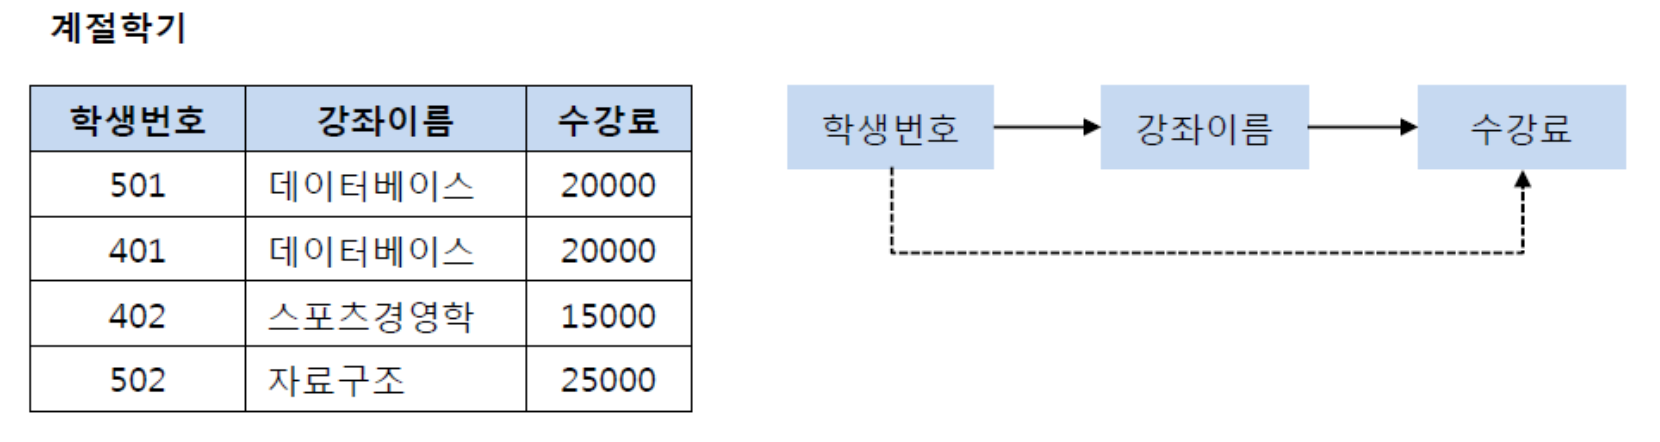 계절학기
학생번호 강좌이름 수강료
501 데이터베이스 20000
401 데이터베이스 20000
402 스포츠경영학 15000
502 자료구조 25000
학생번호 강좌이름 수강료